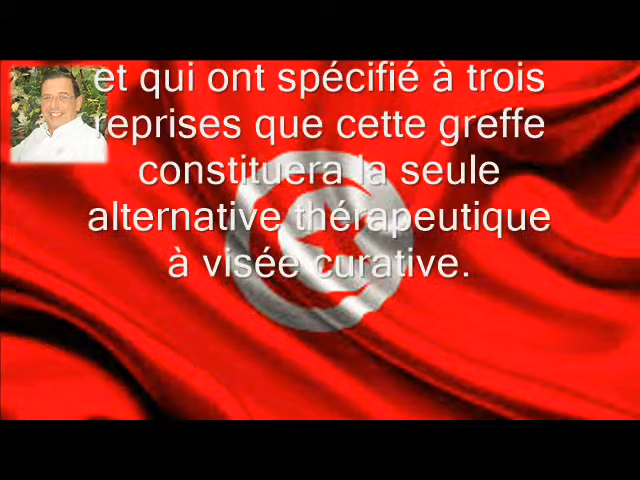 et qui ont spécifié à trois
reprises que cette greffe
constituera la seule
alternative thérapeutique
à visée curative.